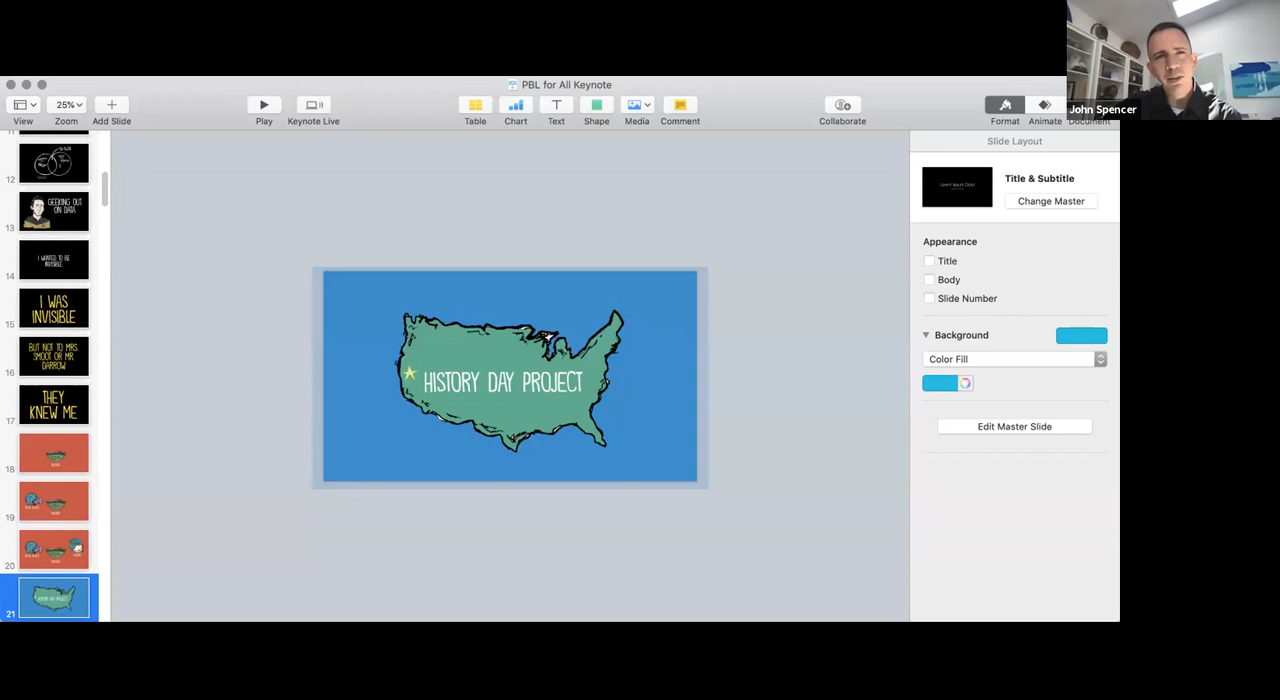 PBL for All Keynote
25%
View
Zoom
Add Slide
Play
Keynote Live
Table
Chart
Text
Shape
Media
Comment
Collaborate
Format
Animate
Document
John Spencer
12
13
GEEKING OUT
ON DATA
14
I WANTED TO BE
INVISIBLE
15
I WAS
INVISIBLE
16
BUT NOT TO MRS.
SMOOT OR MR.
DARROW
17
THEY
KNEW ME
18
19
20
21
HISTORY DAY PROJECT
HISTORY DAY PROJECT
Slide Layout
Title & Subtitle
Change Master
Appearance
Title
Body
Slide Number
Background
Color Fill
Edit Master Slide